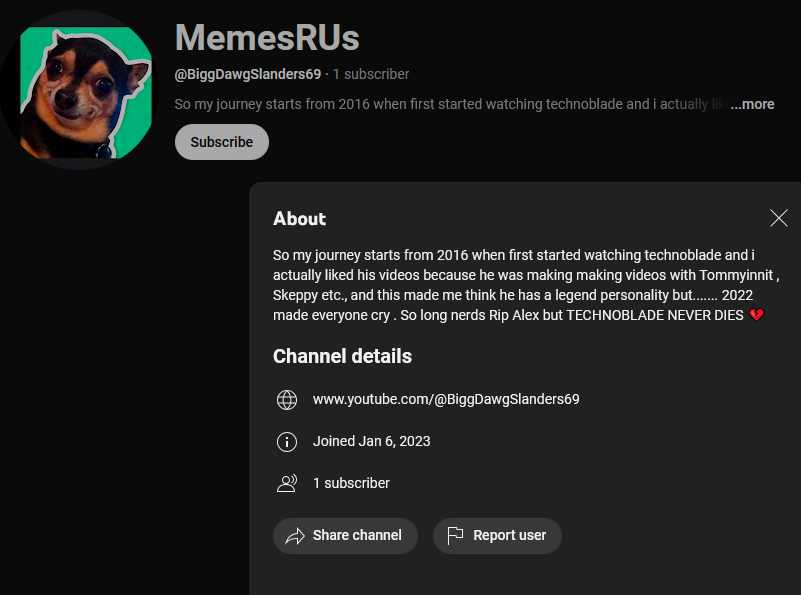 MemesRUs
@BiggDawgSlanders69 · 1 subscriber
So my journey starts from 2016 when first started watching technoblade and i actually lik ...more
Subscribe
About
So my journey starts from 2016 when first started watching technoblade and i
actually liked his videos because he was making making videos with Tommyinnit ,
Skeppy etc., and this made me think he has a legend personality but....... 2022
made everyone cry . So long nerds Rip Alex but TECHNOBLADE NEVER DIES 💔
Channel details
www.youtube.com/@BiggDawgSlanders69
Joined Jan 6, 2023
1 subscriber
Share channel
Report user